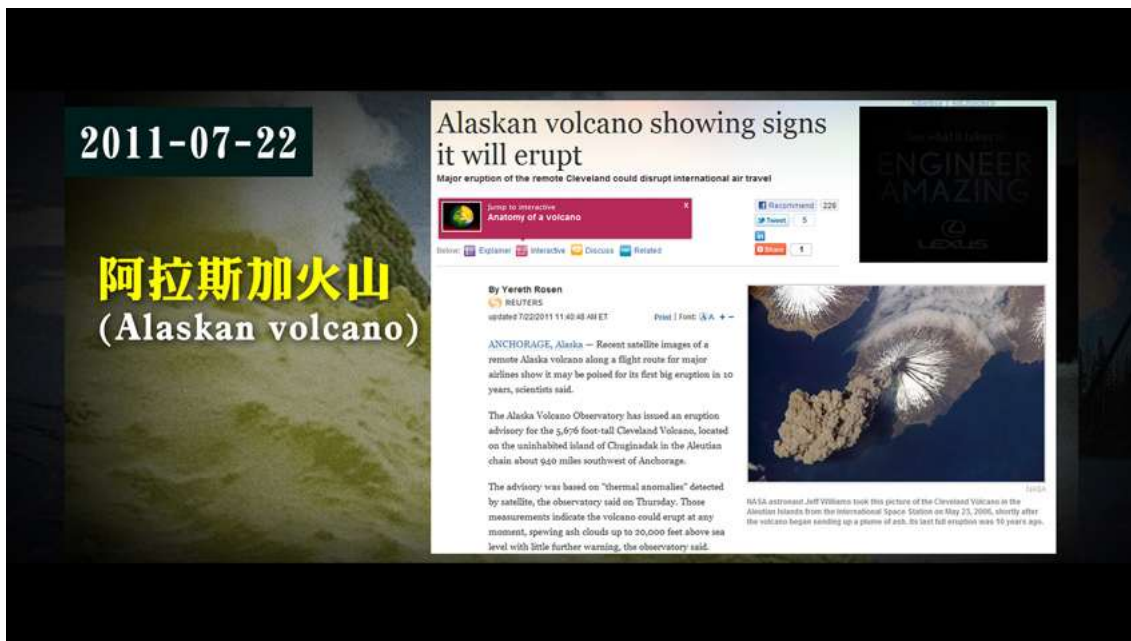 2011-07-22
阿拉斯加火山
(Alaskan volcano)
Alaskan volcano showing signs
it will erupt
Major eruption of the remote Cleveland could disrupt international air travel
Jump to interactive
Anatomy of a volcano
x
Below: Explainer Interactive Discuss Related
Recommend 226
Tweet 5
in
Share 1
ENGINEER
AMAZING
LEXUS
By Yereth Rosen
REUTERS
updated 7/22/2011 11:40:48 AM ET
Print | Font: A A + -
ANCHORAGE, Alaska — Recent satellite images of a
remote Alaska volcano along a flight route for major
airlines show it may be poised for its first big eruption in 10
years, scientists said.
The Alaska Volcano Observatory has issued an eruption
advisory for the 5,676 foot-tall Cleveland Volcano, located
on the uninhabited island of Chuginadak in the Aleutian
chain about 940 miles southwest of Anchorage.
The advisory was based on "thermal anomalies" detected
by satellite, the observatory said on Thursday. Those
measurements indicate the volcano could erupt at any
moment, spewing ash clouds up to 20,000 feet above sea
level with little further warning, the observatory said.
NASA
NASA astronaut Jeff Williams took this picture of the Cleveland Volcano in the
Aleutian Islands from the International Space Station on May 23, 2006, shortly after
the volcano began sending up a plume of ash. Its last full eruption was 10 years ago.